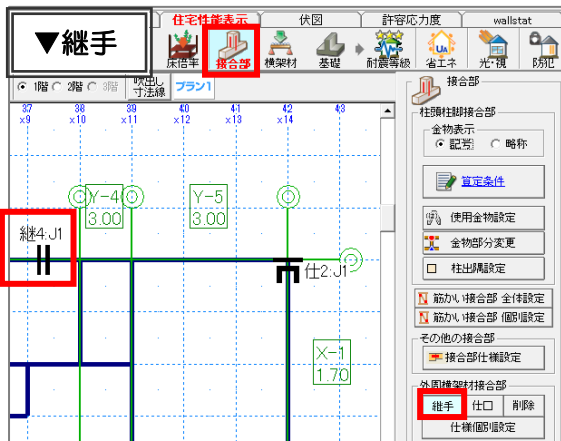 ▼継手
住宅性能表示 伏図 許容応力度 wallstat
床倍率 接合部 横架材 基礎 耐震等級 省エネ 光・視 防犯
1階 2階 3階 吹出し 寸法線 プラン1
接合部
柱頭柱脚接合部
金物表示
記号 略称
算定条件
使用金物設定
金物部分変更
柱出隅設定
筋かい接合部 全体設定
筋かい接合部 個別設定
その他の接合部
接合部仕様設定
外周横架材接合部
継手 仕口 削除
仕様個別設定
37 38 39 40 41 42 43
x9 x10 x11 x12 x13 x14
Y-4
3.00
Y-5
3.00
継4:J1
仕2:J1
X-1
1.70